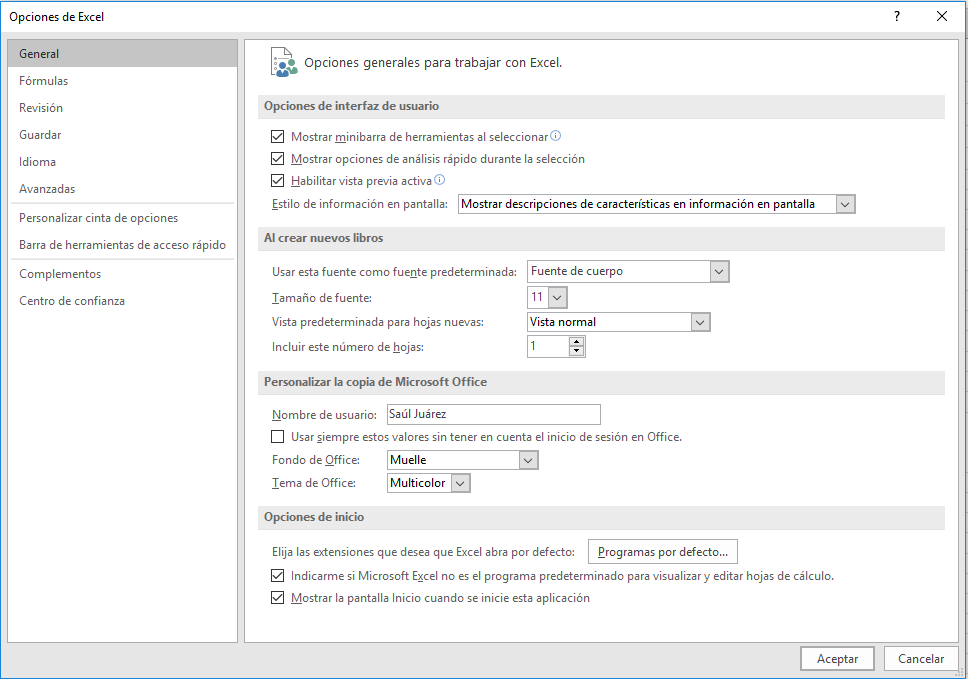 Opciones de Excel
?
General
Fórmulas
Revisión
Guardar
Idioma
Avanzadas
Personalizar cinta de opciones
Barra de herramientas de acceso rápido
Complementos
Centro de confianza
Opciones generales para trabajar con Excel.
Opciones de interfaz de usuario
Mostrar minibarra de herramientas al seleccionar
Mostrar opciones de análisis rápido durante la selección
Habilitar vista previa activa
Estilo de información en pantalla: Mostrar descripciones de características en información en pantalla
Al crear nuevos libros
Usar esta fuente como fuente predeterminada: Fuente de cuerpo
Tamaño de fuente: 11
Vista predeterminada para hojas nuevas: Vista normal
Incluir este número de hojas: 1
Personalizar la copia de Microsoft Office
Nombre de usuario: Saúl Juárez
Usar siempre estos valores sin tener en cuenta el inicio de sesión en Office.
Fondo de Office: Muelle
Tema de Office: Multicolor
Opciones de inicio
Elija las extensiones que desea que Excel abra por defecto: Programas por defecto...
Indicarme si Microsoft Excel no es el programa predeterminado para visualizar y editar hojas de cálculo.
Mostrar la pantalla Inicio cuando se inicie esta aplicación
Aceptar Cancelar